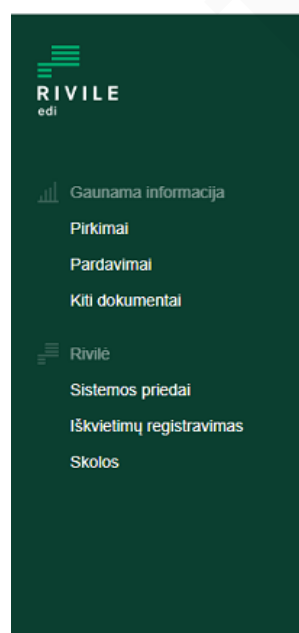 RIVILE
edi
Gaunama informacija
Pirkimai
Pardavimai
Kiti dokumentai
Rivilė
Sistemos priedai
Iškvietimų registravimas
Skolos